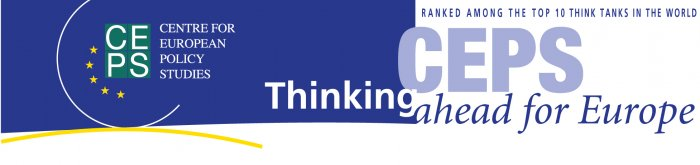 CE
PS
CENTRE FOR
EUROPEAN
POLICY
STUDIES
RANKED AMONG THE TOP 10 THINK TANKS IN THE WORLD
CEPS
Thinking
ahead for Europe